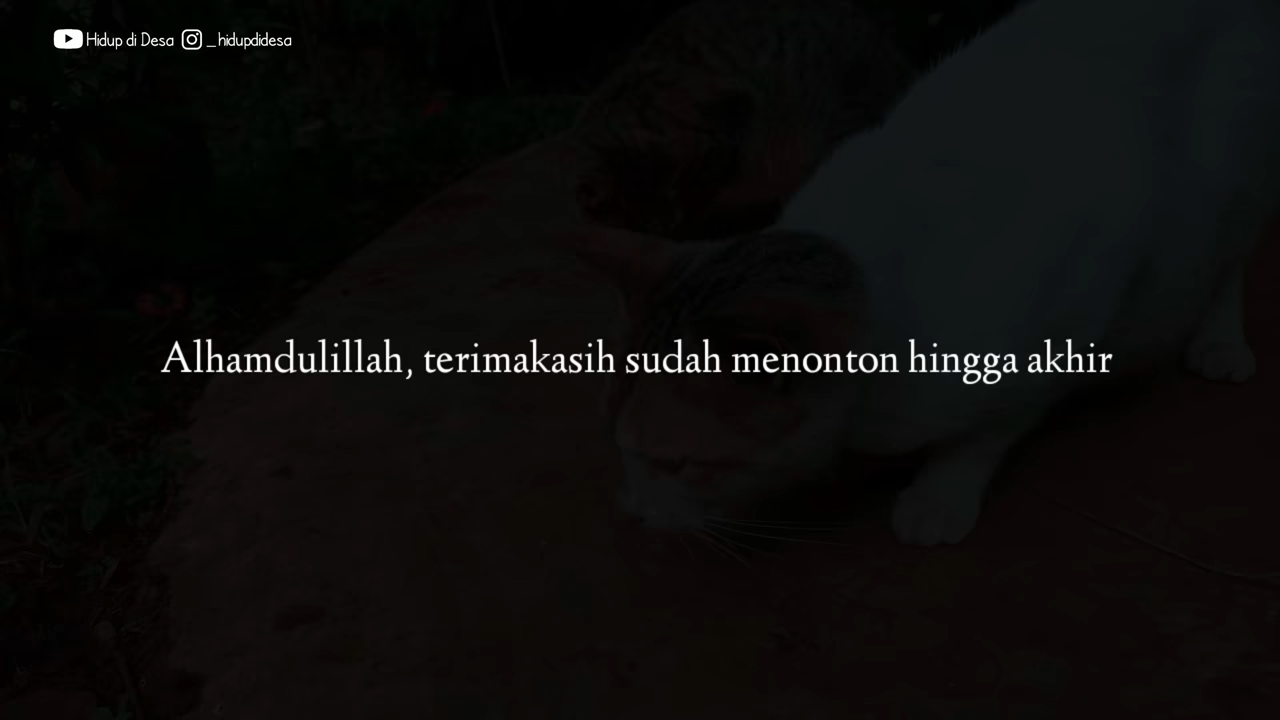 Hidup di Desa _hidupdidesa
Alhamdulillah, terimakasih sudah menonton hingga akhir